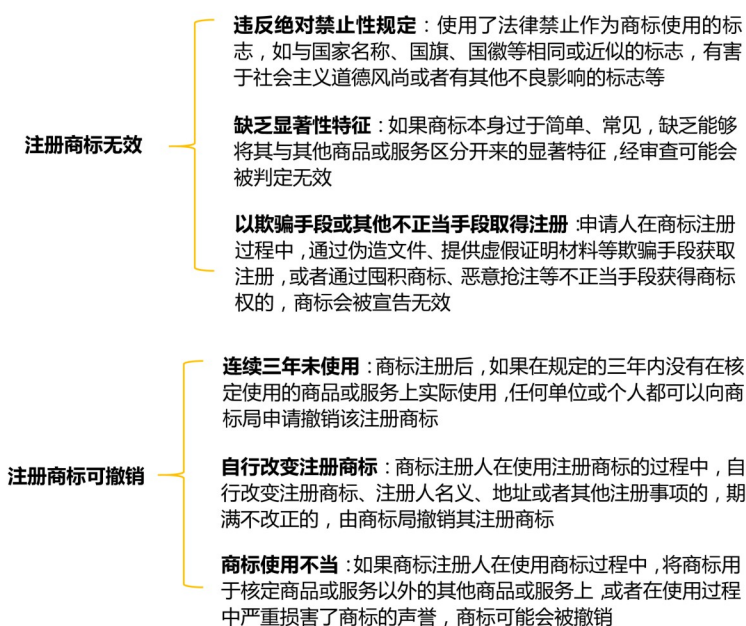 注册商标无效
违反绝对禁止性规定：使用了法律禁止作为商标使用的标
志，如与国家名称、国旗、国徽等相同或近似的标志，有害
于社会主义道德风尚或者有其他不良影响的标志等
缺乏显著性特征：如果商标本身过于简单、常见，缺乏能够
将其与其他商品或服务区分开来的显著特征，经审查可能会
被判定无效
以欺骗手段或其他不正当手段取得注册：申请人在商标注册
过程中，通过伪造文件、提供虚假证明材料等欺骗手段获取
注册，或者通过囤积商标、恶意抢注等不正当手段获得商标
权的，商标会被宣告无效
注册商标可撤销
连续三年未使用：商标注册后，如果在规定的三年内没有在核
定使用的商品或服务上实际使用，任何单位或个人都可以向商
标局申请撤销该注册商标
自行改变注册商标：商标注册人在使用注册商标的过程中，自
行改变注册商标、注册人名义、地址或者其他注册事项的，期
满不改正的，由商标局撤销其注册商标
商标使用不当：如果商标注册人在使用商标过程中，将商标用
于核定商品或服务以外的其他商品或服务上，或者在使用过程
中严重损害了商标的声誉，商标可能会被撤销